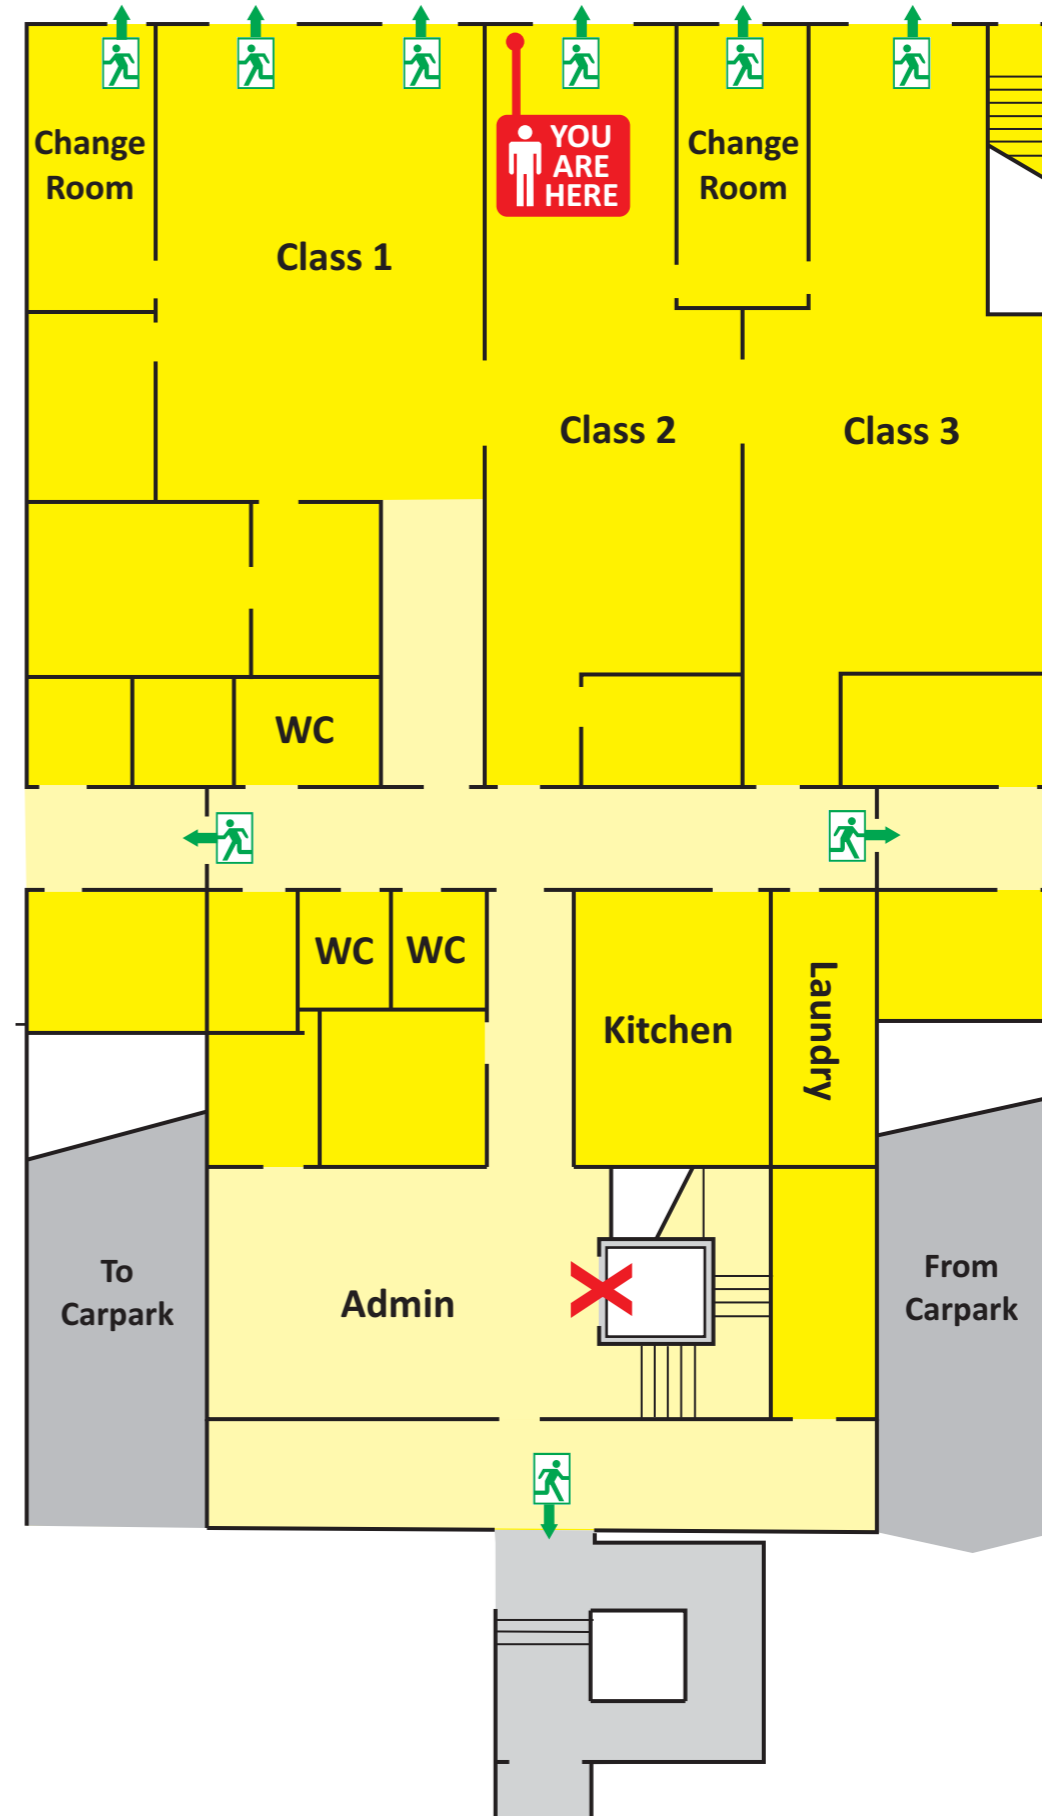 YOU
ARE
HERE
Change
Room
Change
Room
Class 1
Class 2
Class 3
WC
WC
WC
Kitchen
Laundry
To
Carpark
Admin
From
Carpark